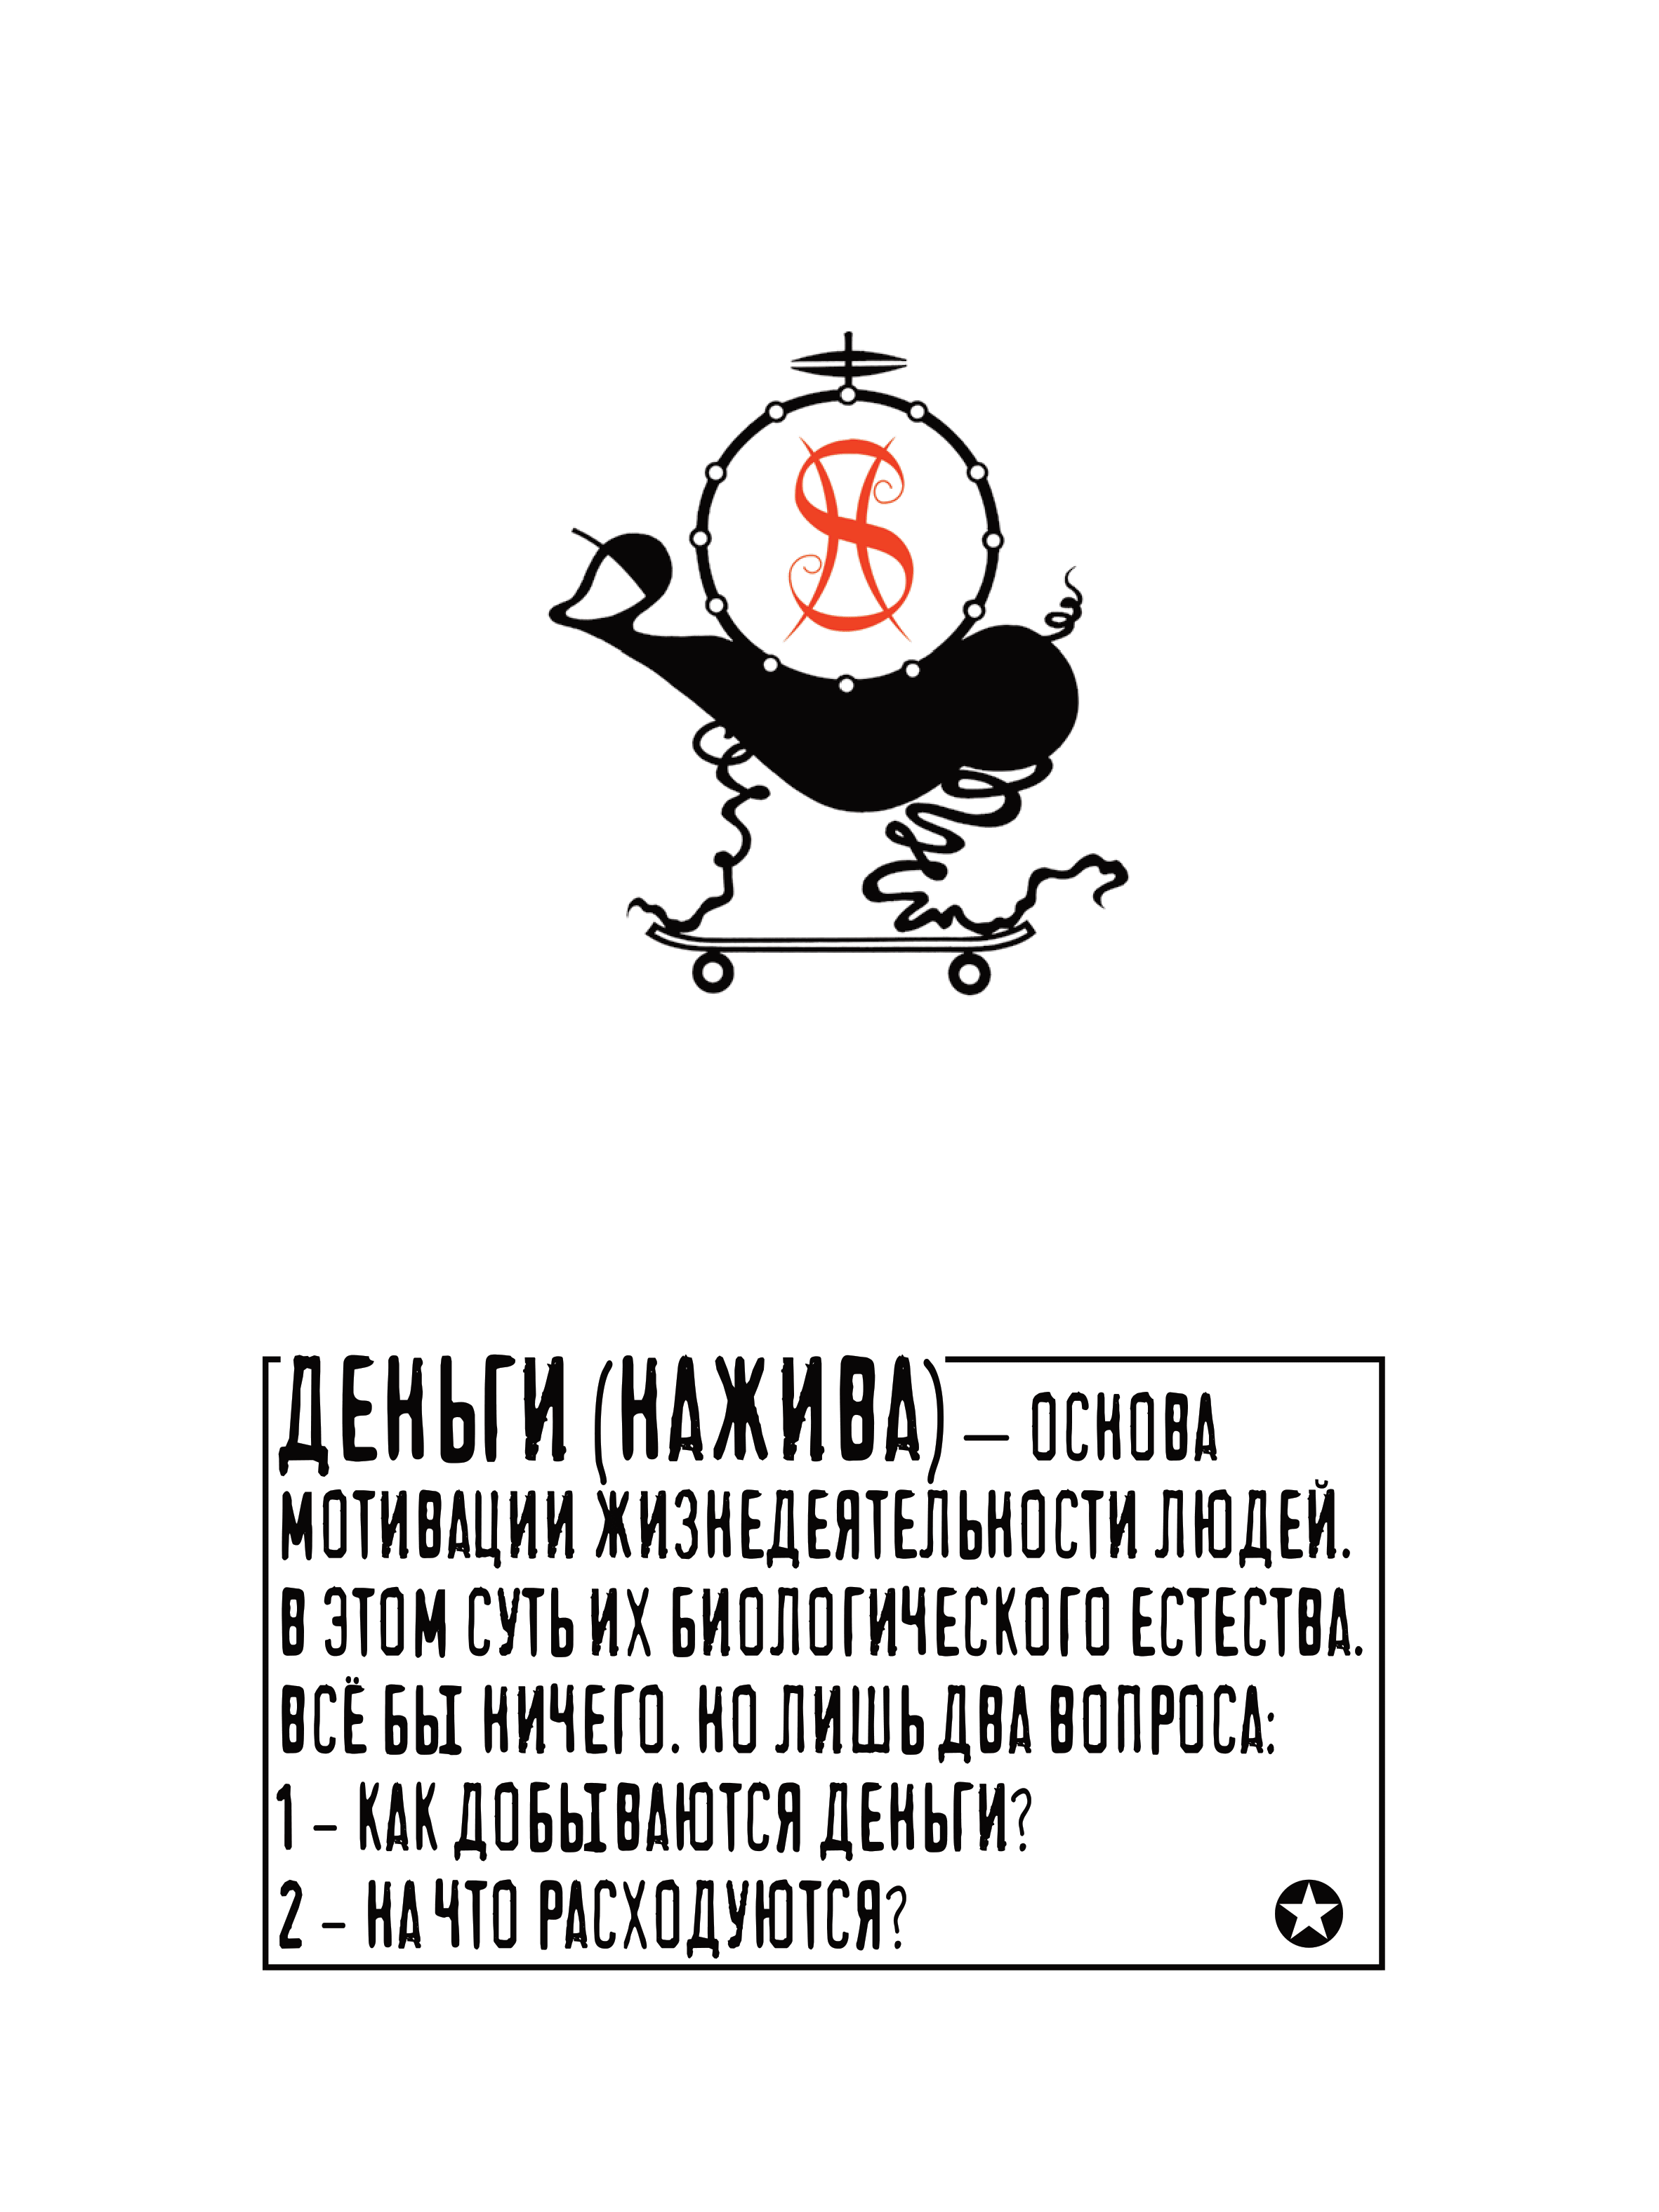 ДЕНЬГИ (НАЖИВА) — ОСНОВА
МОТИВАЦИИ ЖИЗНЕДЕЯТЕЛЬНОСТИ ЛЮДЕЙ.
В ЭТОМ СУТЬ ИХ БИОЛОГИЧЕСКОГО ЕСТЕСТВА.
ВСЁ БЫ НИЧЕГО. НО ЛИШЬ ДВА ВОПРОСА:
1 – КАК ДОБЫВАЮТСЯ ДЕНЬГИ?
2 – НА ЧТО РАСХОДУЮТСЯ?